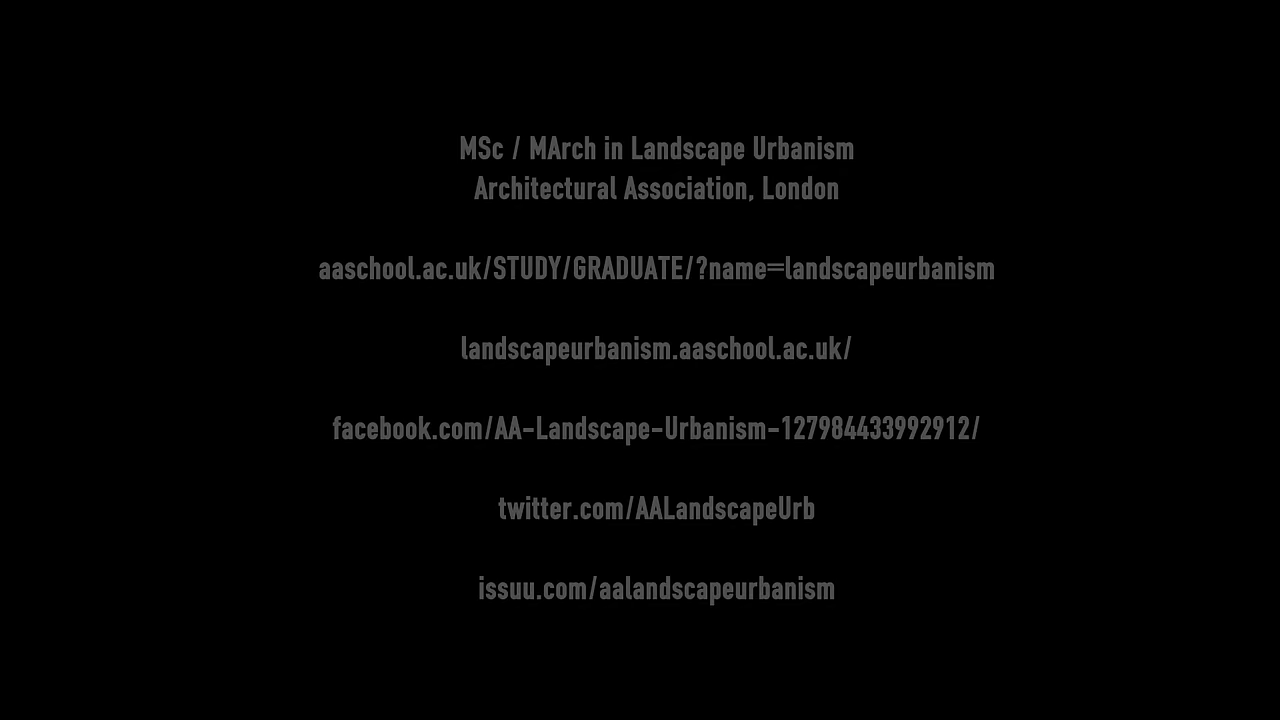 MSc / MArch in Landscape Urbanism
Architectural Association, London
aaschool.ac.uk/STUDY/GRADUATE/?name=landscapeurbanism
landscapeurbanism.aaschool.ac.uk/
facebook.com/AA-Landscape-Urbanism-127984433992912/
twitter.com/AALandscapeUrb
issuu.com/aalandscapeurbanism